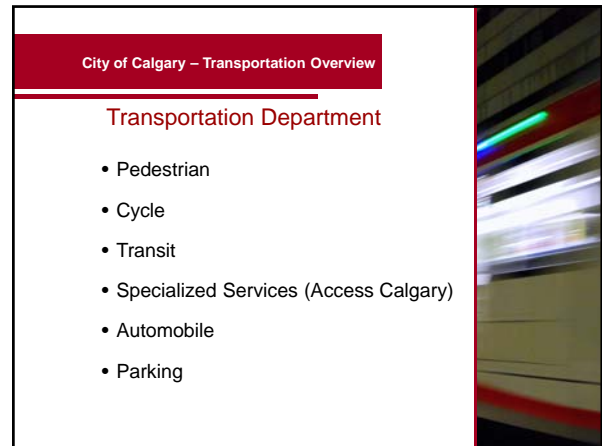 City of Calgary – Transportation Overview
Transportation Department
• Pedestrian
• Cycle
• Transit
• Specialized Services (Access Calgary)
• Automobile
• Parking